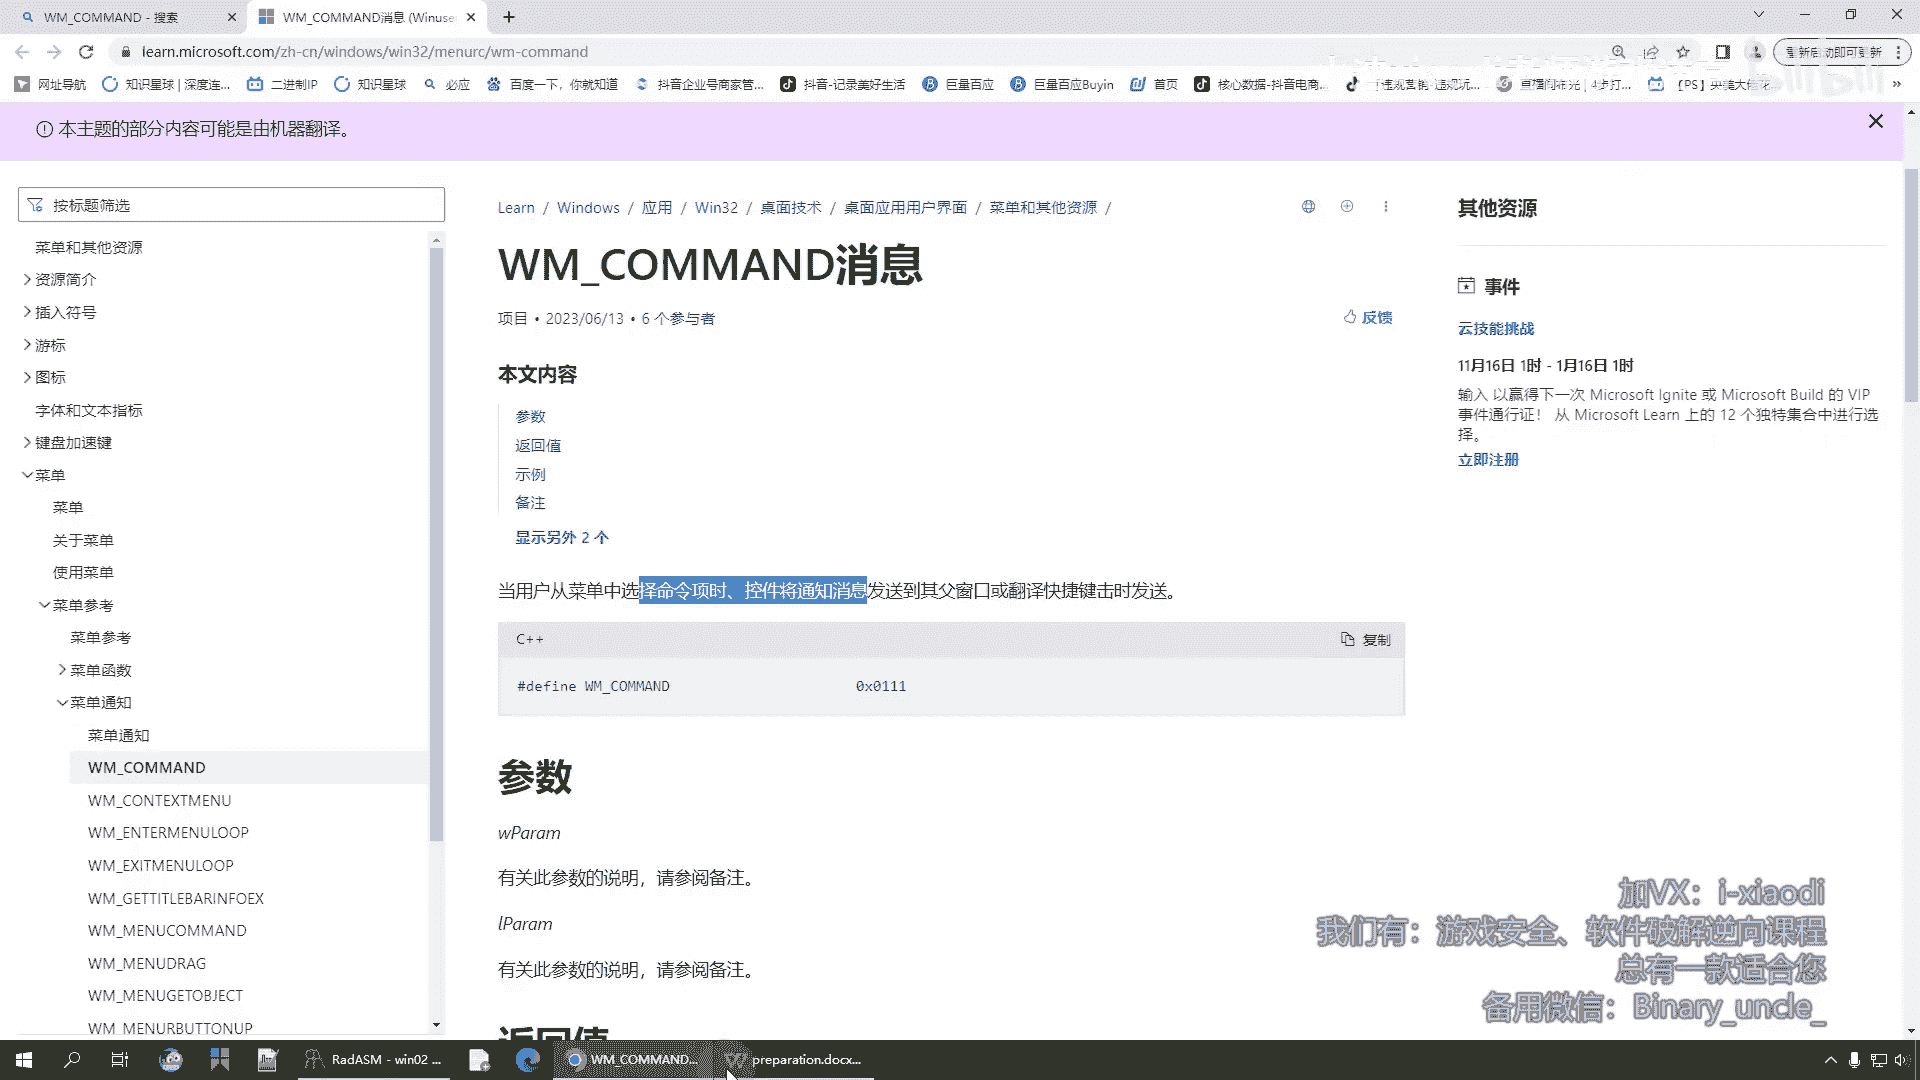 WM_COMMAND - 搜索
WM_COMMAND消息 (Winuse
learn.microsoft.com/zh-cn/windows/win32/menurc/wm-command
重新启动即可更新
网址导航
知识星球 | 深度连...
二进制IP
知识星球
必应
百度一下，你就知道
抖音企业号商家管...
抖音-记录美好生活
巨量百应
巨量百应Buyin
首页
核心数据-抖音电商...
本主题的部分内容可能是由机器翻译。
按标题筛选
菜单和其他资源
资源简介
插入符号
游标
图标
字体和文本指标
键盘加速键
菜单
菜单
关于菜单
使用菜单
菜单参考
菜单参考
菜单函数
菜单通知
菜单通知
WM_COMMAND
WM_CONTEXTMENU
WM_ENTERMENULOOP
WM_EXITMENULOOP
WM_GETTITLEBARINFOEX
WM_MENUCOMMAND
WM_MENUDRAG
WM_MENUGETOBJECT
WM_MENURBUTTONUP
Learn / Windows / 应用 / Win32 / 桌面技术 / 桌面应用用户界面 / 菜单和其他资源 /
WM_COMMAND消息
项目 • 2023/06/13 • 6 个参与者
反馈
本文内容
参数
返回值
示例
备注
显示另外 2 个
当用户从菜单中选择命令项时、控件将通知消息发送到其父窗口或翻译快捷键击时发送。
C++
复制
#define WM_COMMAND 0x0111
参数
wParam
有关此参数的说明，请参阅备注。
lParam
有关此参数的说明，请参阅备注。
返回值
其他资源
事件
云技能挑战
11月16日 1时 - 1月16日 1时
输入 以赢得下一次 Microsoft Ignite 或 Microsoft Build 的 VIP
事件通行证！ 从 Microsoft Learn 上的 12 个独特集合中进行选
择。
立即注册
加VX：i-xiaodi
我们有：游戏安全、软件破解逆向课程
总有一款适合您
备用微信：Binary_uncle_
RadASM - win02 ...
WM_COMMAND...
preparation.docx...